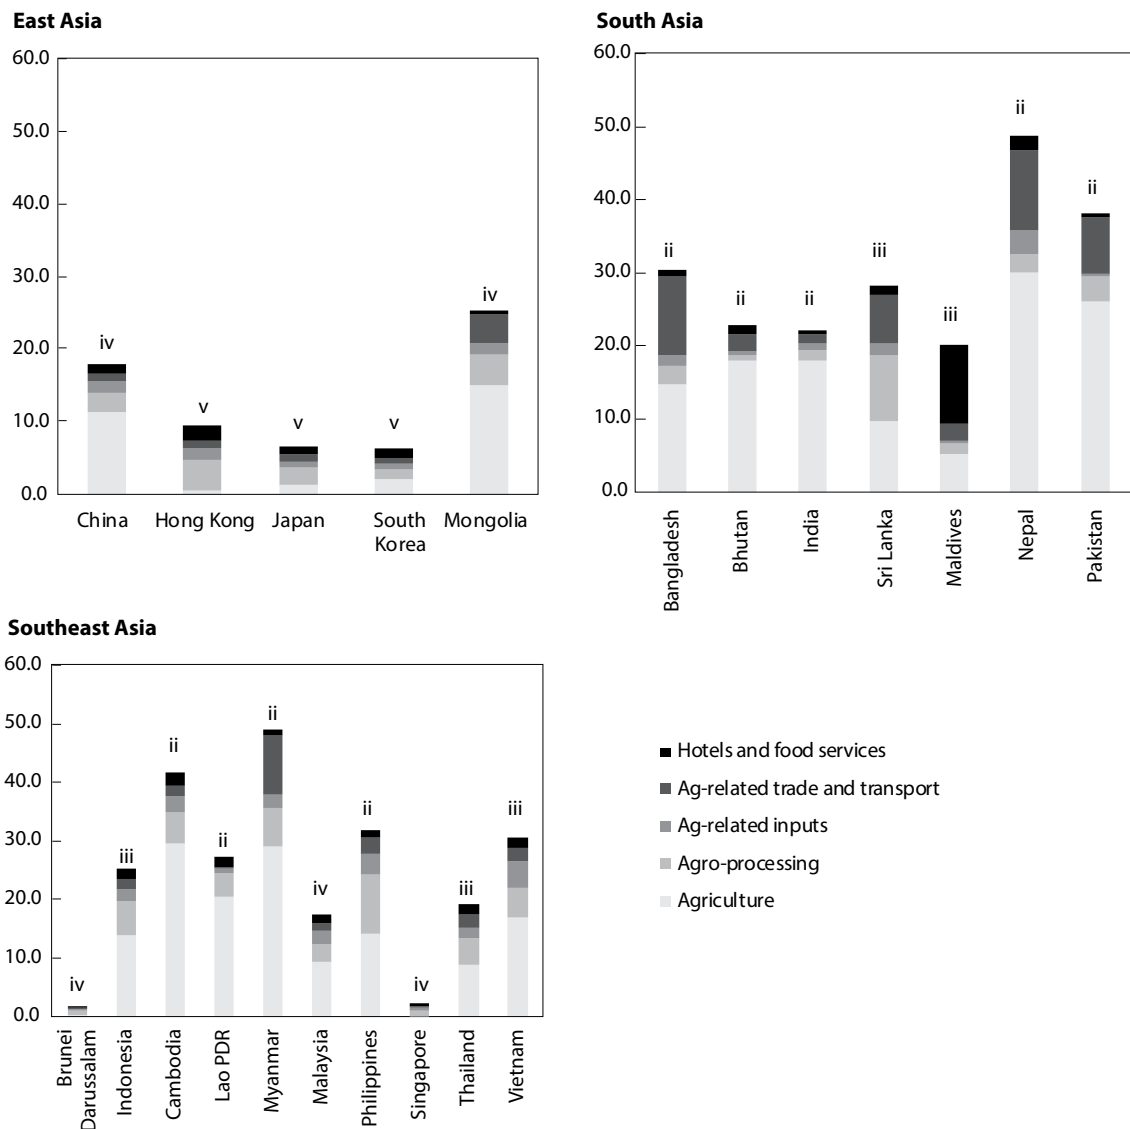 East Asia
60.0
50.0
40.0
30.0
20.0
10.0
0.0
iv
v
v
v
iv
China
Hong Kong
Japan
South
Korea
Mongolia
South Asia
60.0
50.0
40.0
30.0
20.0
10.0
0.0
ii
ii
ii
iii
iii
ii
ii
Bangladesh
Bhutan
India
Sri Lanka
Maldives
Nepal
Pakistan
Southeast Asia
60.0
50.0
40.0
30.0
20.0
10.0
0.0
iv
iii
ii
ii
ii
iv
ii
iv
iii
iii
Brunei
Darussalam
Indonesia
Cambodia
Lao PDR
Myanmar
Malaysia
Philippines
Singapore
Thailand
Vietnam
Hotels and food services
Ag-related trade and transport
Ag-related inputs
Agro-processing
Agriculture